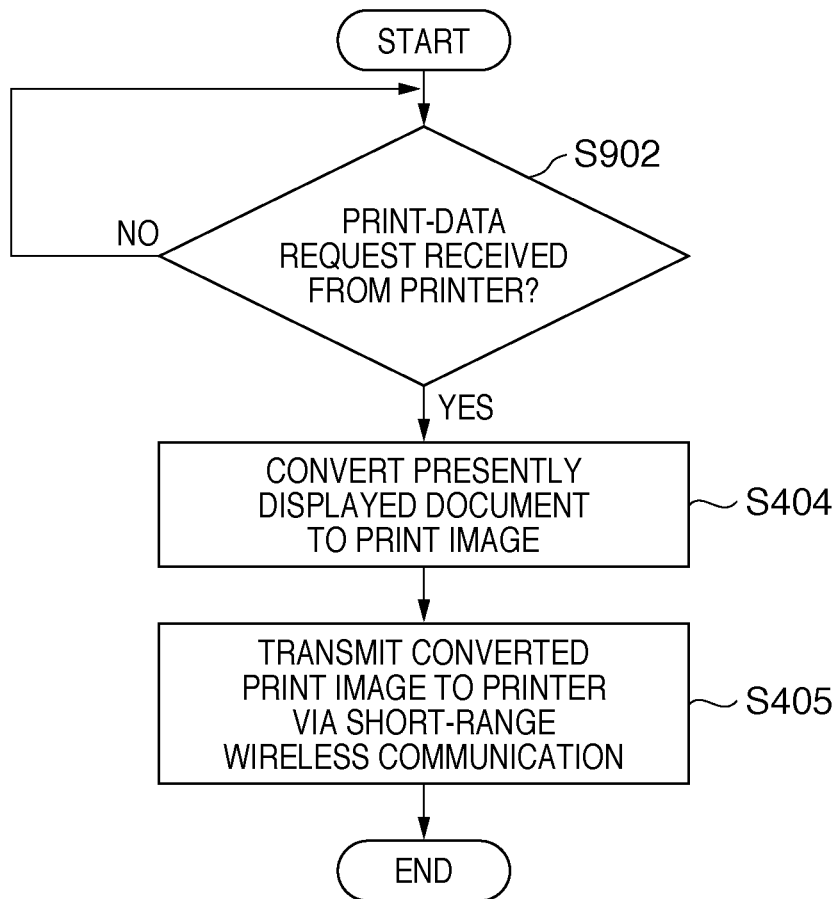 START
S902
PRINT-DATA
REQUEST RECEIVED
FROM PRINTER?
NO
YES
CONVERT PRESENTLY
DISPLAYED DOCUMENT
TO PRINT IMAGE
S404
TRANSMIT CONVERTED
PRINT IMAGE TO PRINTER
VIA SHORT-RANGE
WIRELESS COMMUNICATION
S405
END